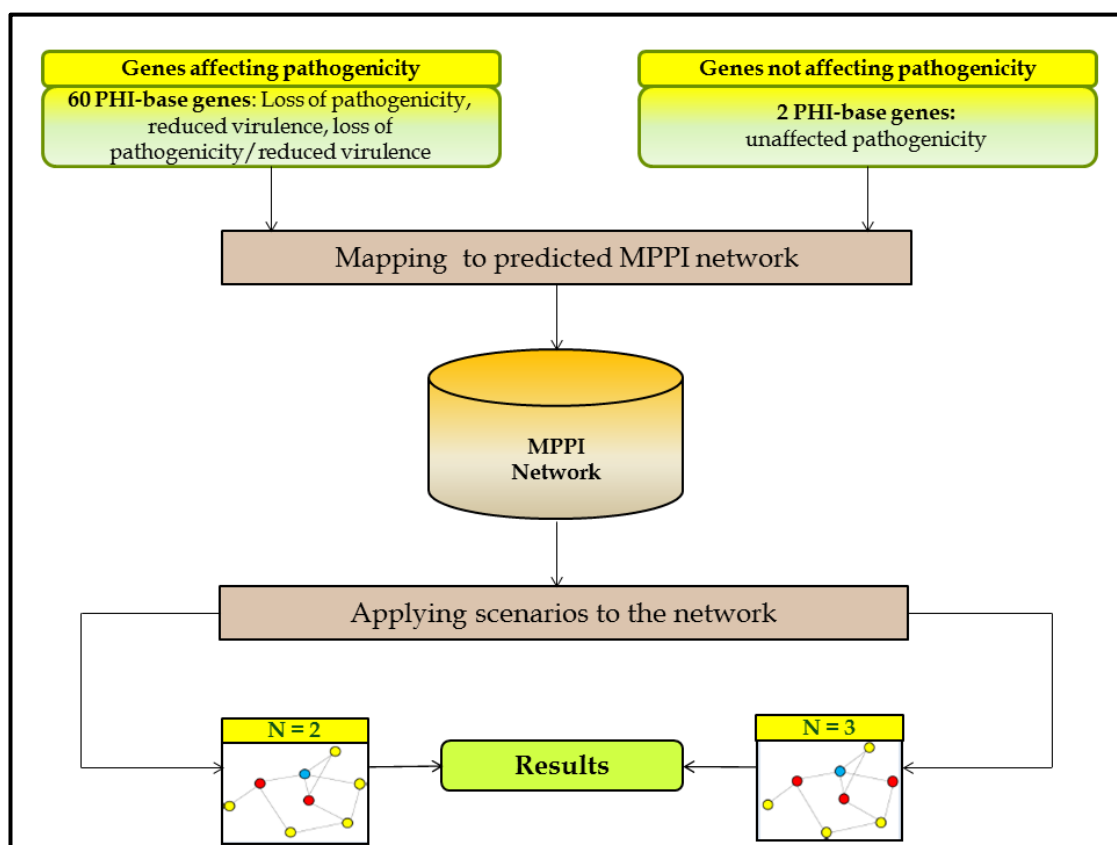 Genes affecting pathogenicity
60 PHI-base genes: Loss of pathogenicity,
reduced virulence, loss of
pathogenicity/reduced virulence
Genes not affecting pathogenicity
2 PHI-base genes:
unaffected pathogenicity
Mapping to predicted MPPI network
MPPI
Network
Applying scenarios to the network
N = 2
Results
N = 3